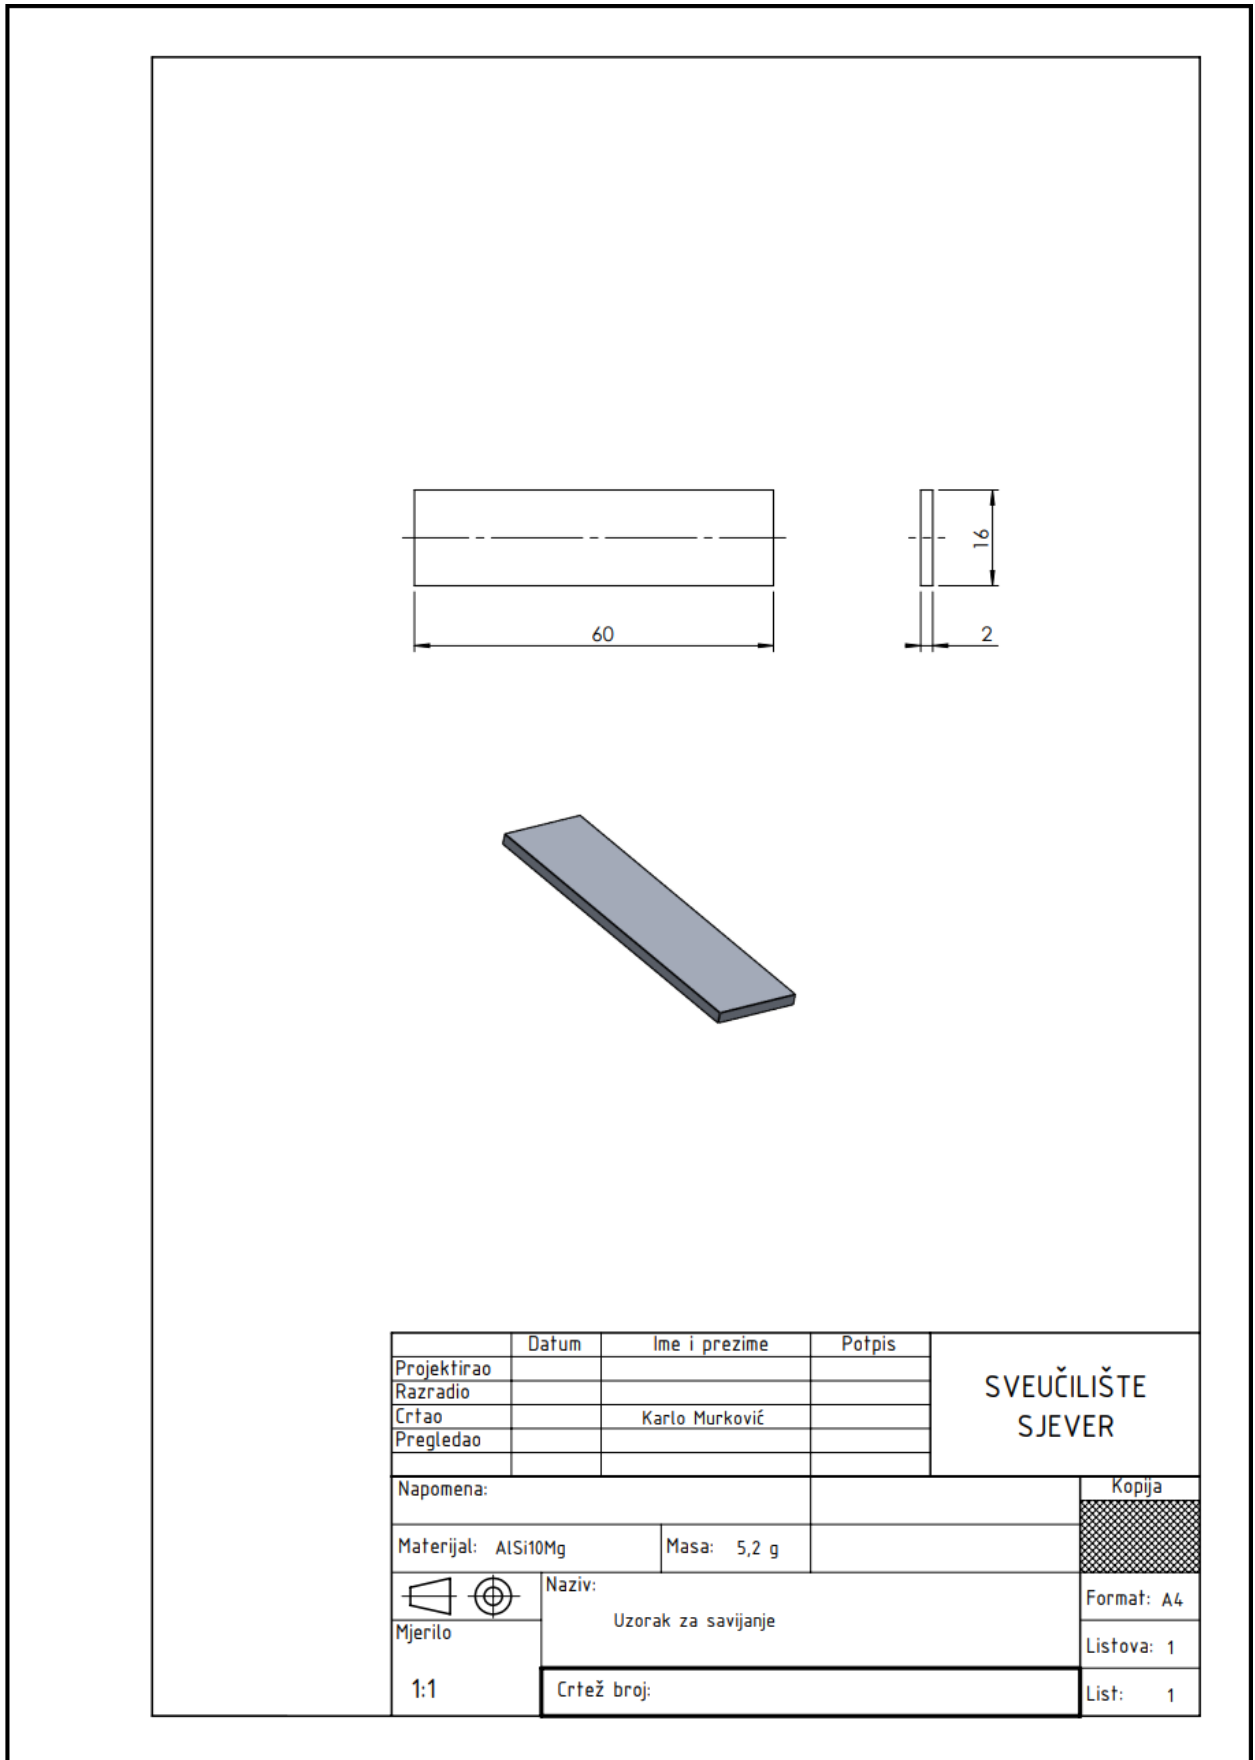 60
16
2
Datum Ime i prezime Potpis
Projektirao
Razradio
Crtao Karlo Murković
Pregledao
SVEUČILIŠTE
SJEVER
Napomena:
Kopija
Materijal: AlSi10Mg Masa: 5,2 g
Naziv:
Uzorak za savijanje
Format: A4
Mjerilo
1:1
Listova: 1
Crtež broj:
List: 1